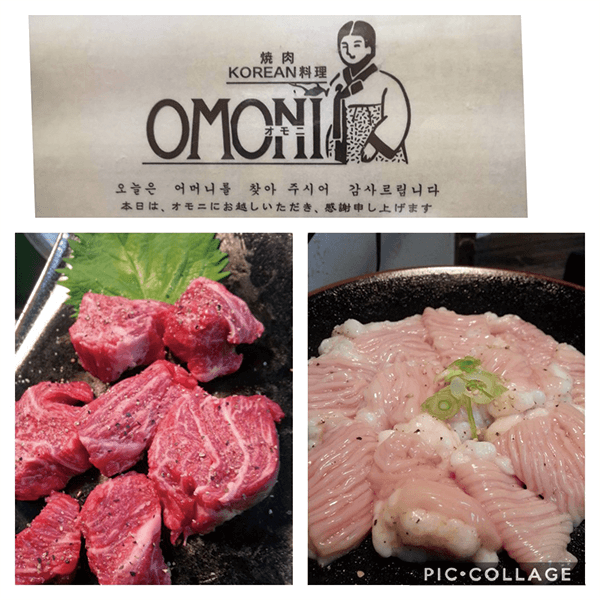 焼肉
KOREAN料理
OMONI
オモニ
오늘은 어머니를 찾아 주시어 감사르립니다
本日は、オモニにお越しいただき、感謝申し上げます
PIC•COLLAGE